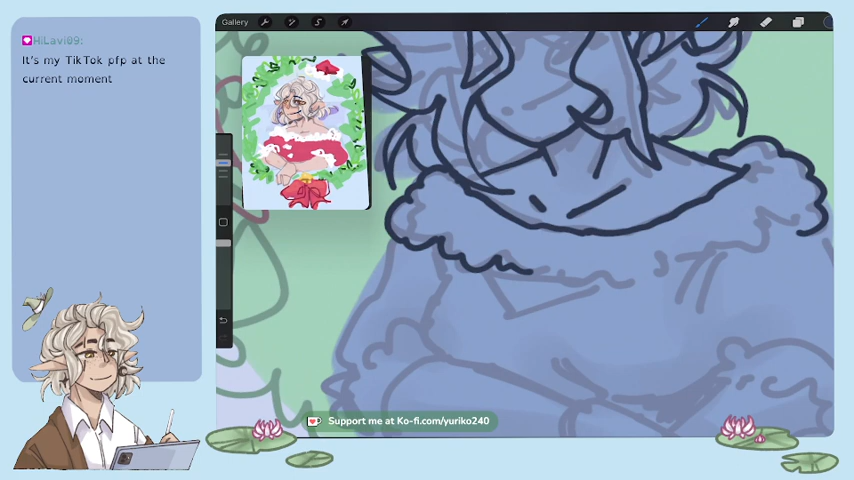 Gallery
HiLavi09:
It's my TikTok pfp at the
current moment
Support me at Ko-fi.com/yuriko240